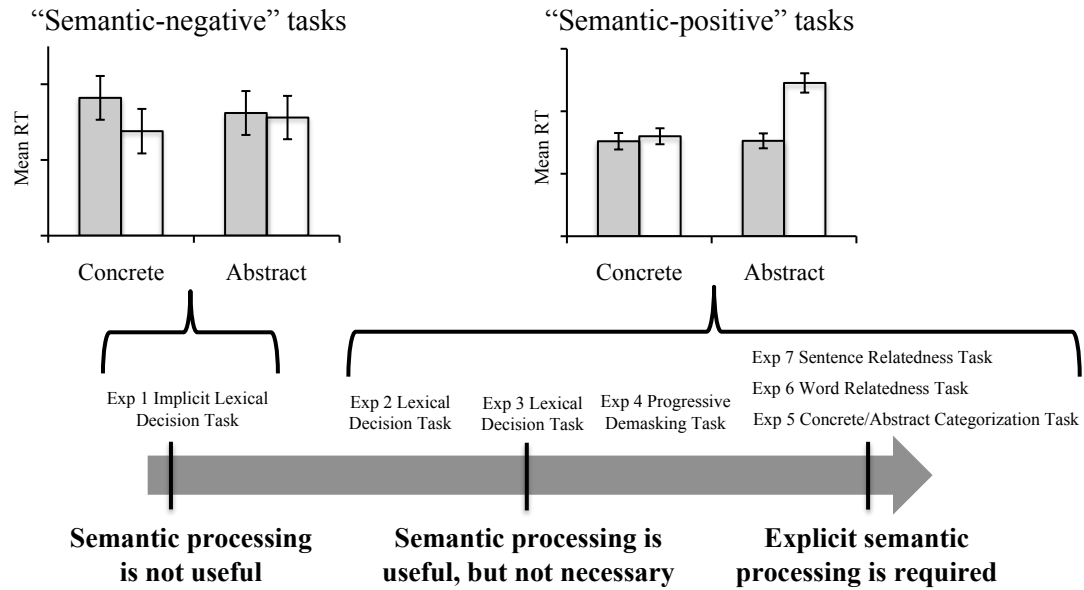 “Semantic-negative” tasks
Mean RT
Concrete
Abstract
“Semantic-positive” tasks
Mean RT
Concrete
Abstract
Exp 1 Implicit Lexical
Decision Task
Exp 2 Lexical
Decision Task
Exp 3 Lexical
Decision Task
Exp 4 Progressive
Demasking Task
Exp 7 Sentence Relatedness Task
Exp 6 Word Relatedness Task
Exp 5 Concrete/Abstract Categorization Task
Semantic processing
is not useful
Semantic processing is
useful, but not necessary
Explicit semantic
processing is required